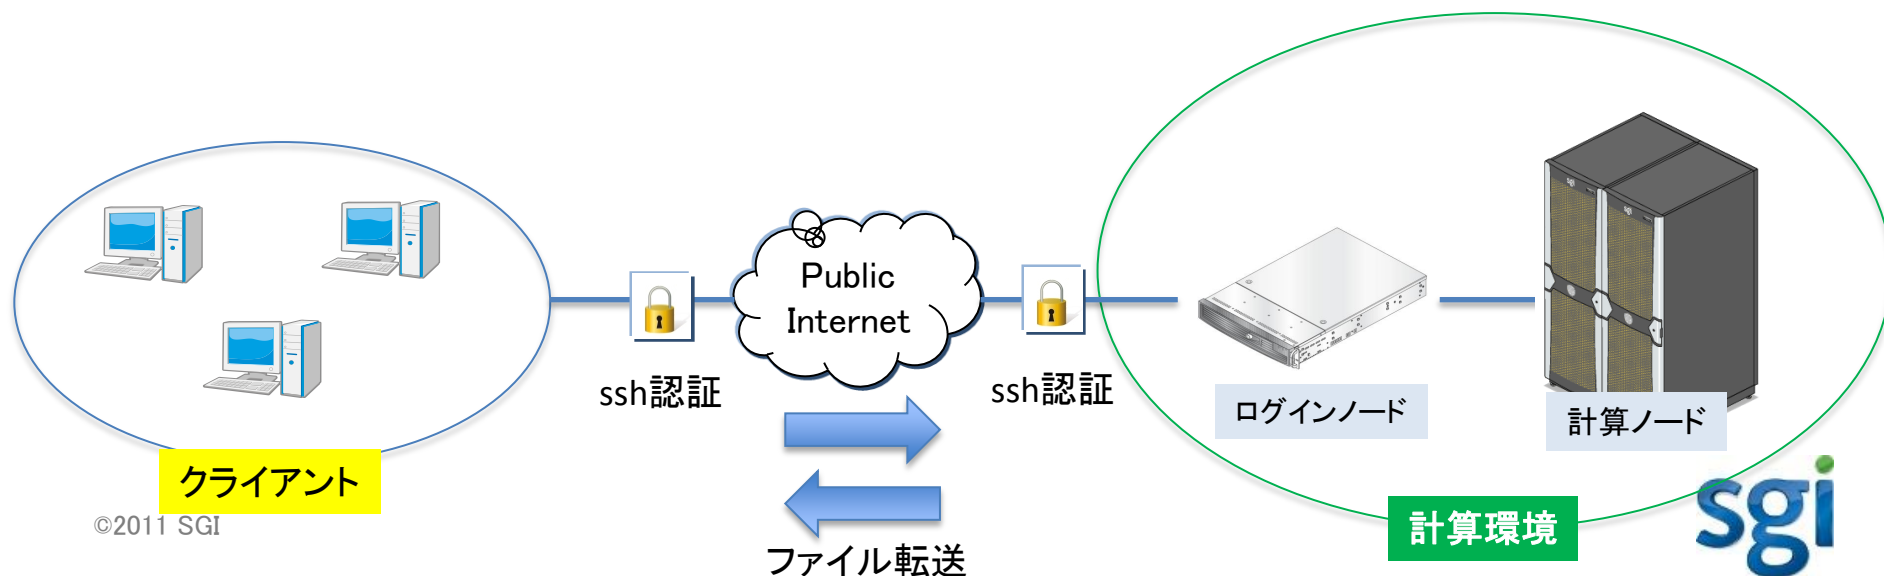 Public
Internet
ssh認証
ssh認証
ログインノード
計算ノード
クライアント
©2011 SGI
ファイル転送
計算環境
sgi